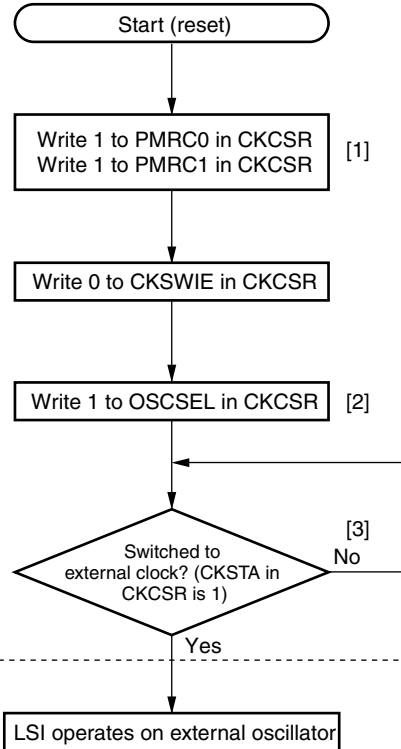 Start (reset)
Write 1 to PMRC0 in CKCSR
Write 1 to PMRC1 in CKCSR
[1]
Write 0 to CKSWIE in CKCSR
Write 1 to OSCSEL in CKCSR
[2]
[3]
Switched to
external clock? (CKSTA in
CKCSR is 1)
No
Yes
LSI operates on external oscillator